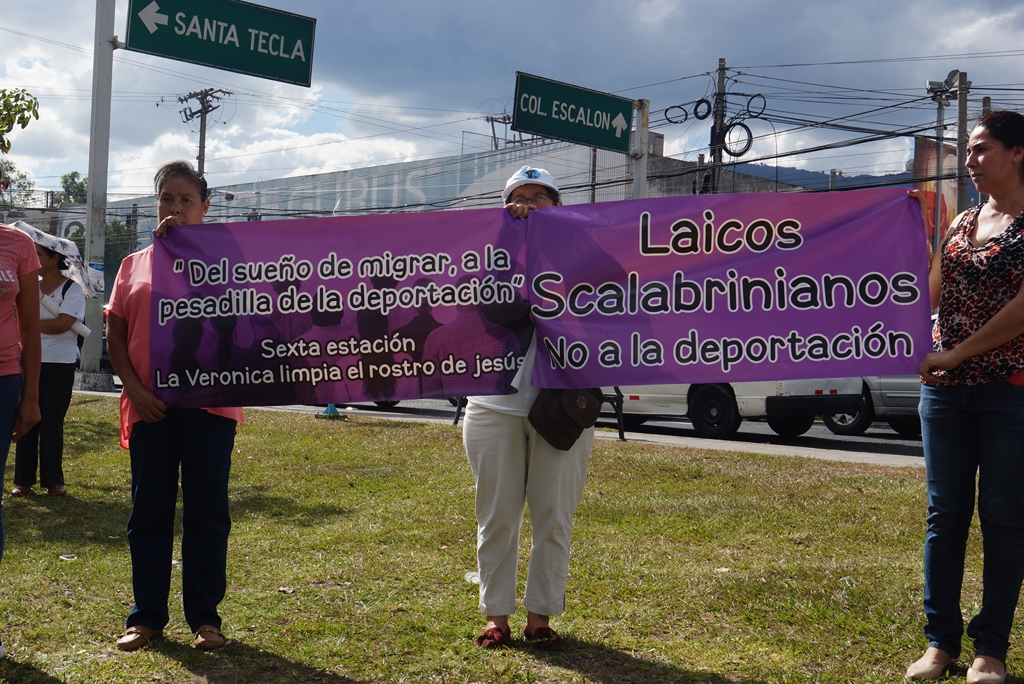 SANTA TECLA
COL. ESCALON
"Del sueño de migrar, a la
pesadilla de la deportación"
Sexta estación
La Veronica limpia el rostro de jesús
Laicos
Scalabrinianos
No a la deportación